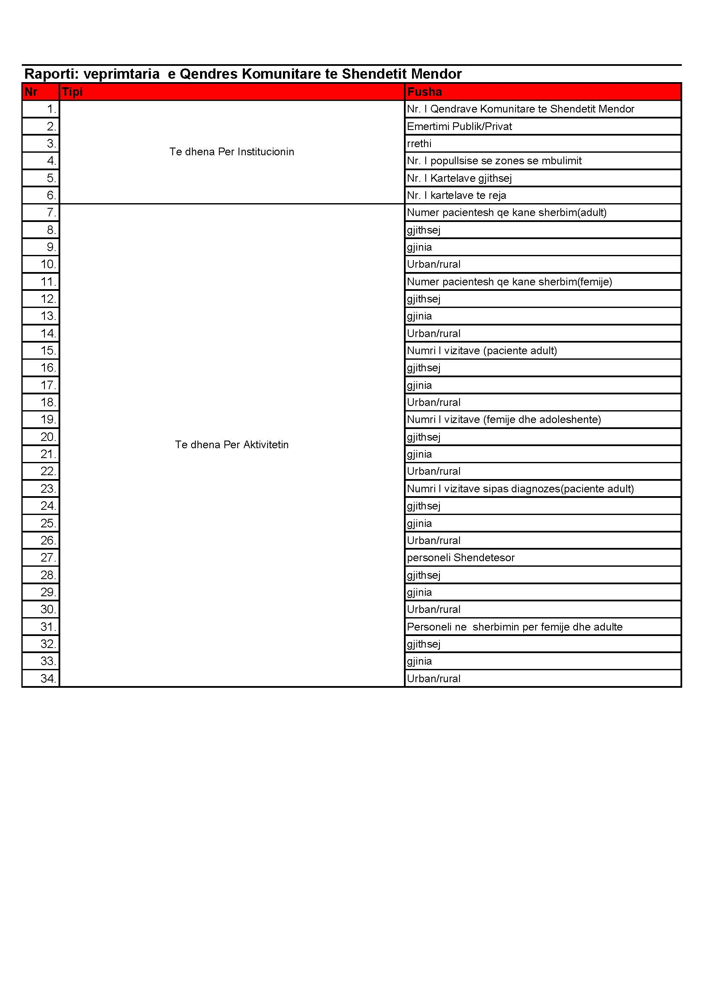 Raporti: veprimtaria  e Qendres Komunitare te Shendetit Mendor
Nr Tipi Fusha
1. Nr. I Qendrave Komunitare te Shendetit Mendor
2. Emertimi Publik/Privat
3. rrethi
Te dhena Per Institucionin
4. Nr. I popullsise se zones se mbulimit
5. Nr. I Kartelave gjithsej
6. Nr. I kartelave te reja
7. Numer pacientesh qe kane sherbim(adult)
8. gjithsej
9. gjinia
10. Urban/rural
11. Numer pacientesh qe kane sherbim(femije)
12. gjithsej
13. gjinia
14. Urban/rural
15. Numri I vizitave (paciente adult)
16. gjithsej
17. gjinia
18. Urban/rural
19. Numri I vizitave (femije dhe adoleshente)
20. gjithsej
Te dhena Per Aktivitetin
21. gjinia
22. Urban/rural
23. Numri I vizitave sipas diagnozes(paciente adult)
24. gjithsej
25. gjinia
26. Urban/rural
27. personeli Shendetesor
28. gjithsej
29. gjinia
30. Urban/rural
31. Personeli ne  sherbimin per femije dhe adulte
32. gjithsej
33. gjinia
34. Urban/rural